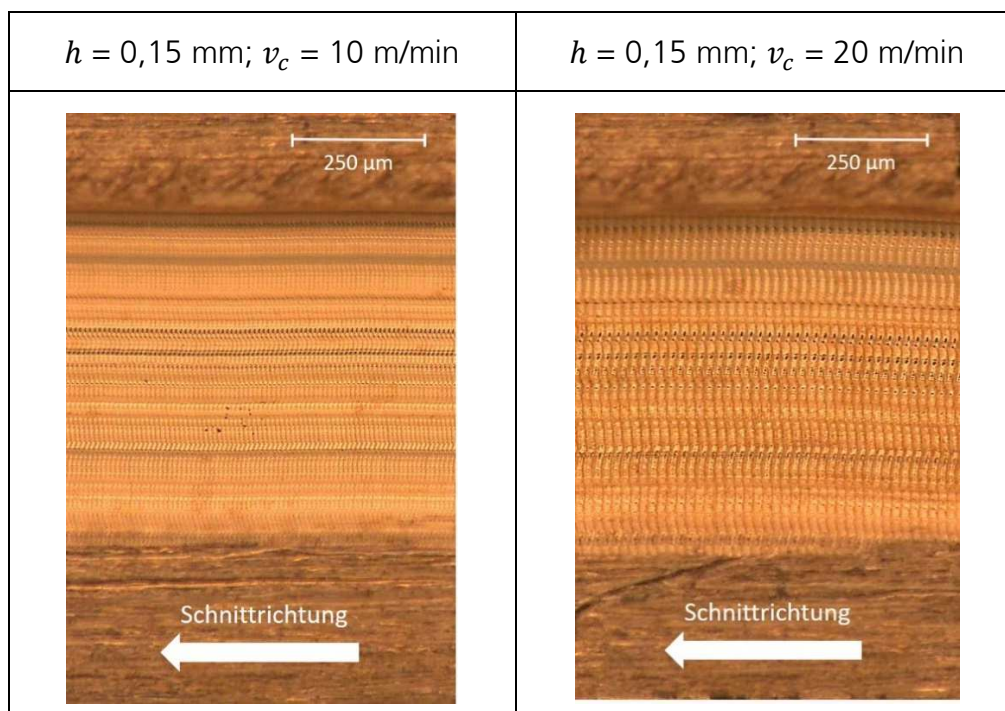 h = 0,15 mm; v_c = 10 m/min
h = 0,15 mm; v_c = 20 m/min
250 µm
250 µm
Schnittrichtung
Schnittrichtung